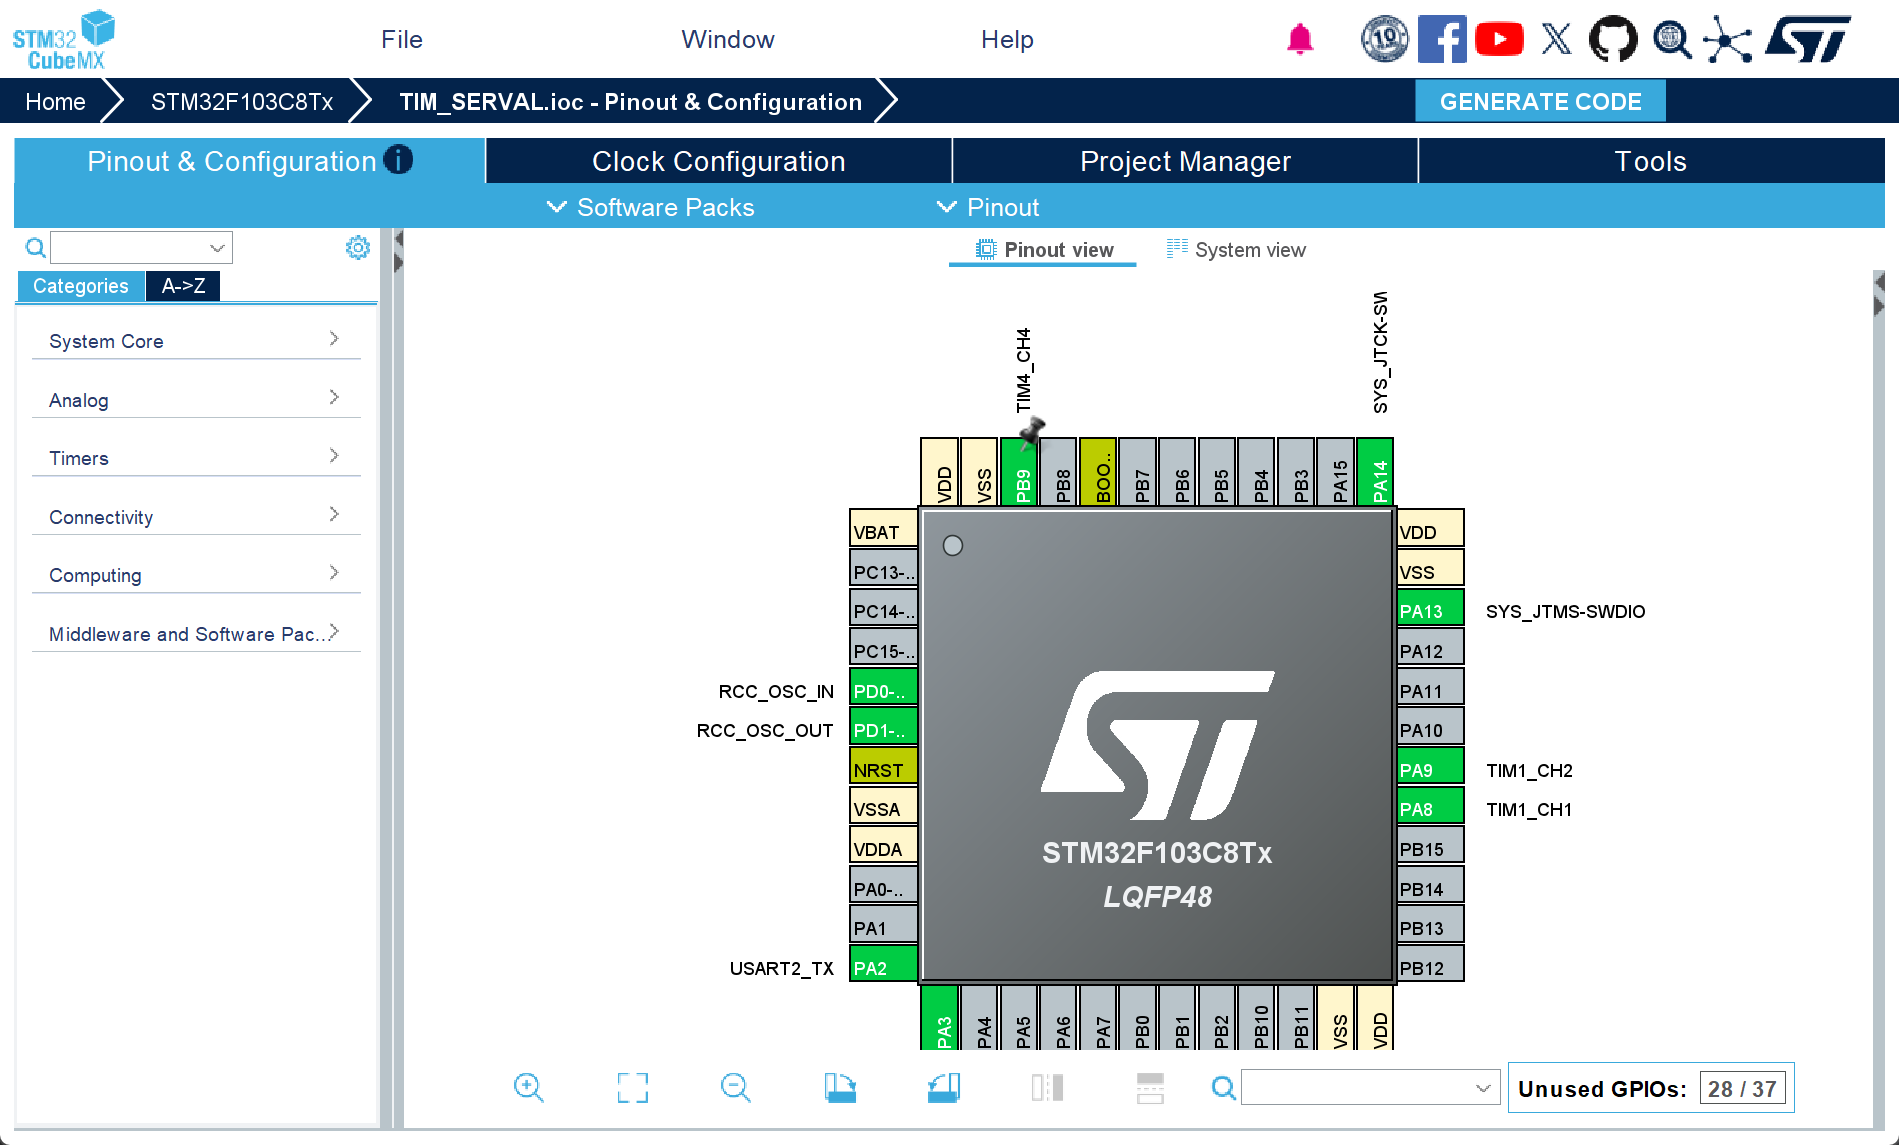 STM32
CubeMX
File
Window
Help
10
Home
STM32F103C8Tx
TIM_SERVAL.ioc - Pinout & Configuration
GENERATE CODE
Pinout & Configuration
Clock Configuration
Project Manager
Tools
Software Packs
Pinout
Categories
A->Z
Pinout view
System view
System Core
Analog
Timers
Connectivity
Computing
Middleware and Software Pac...
TIM4_CH4
SYS_JTCK-SW
VDD
VSS
PB9
PB8
BOO..
PB7
PB6
PB5
PB4
PB3
PA15
PA14
VBAT
PC13-..
PC14-..
PC15-..
RCC_OSC_IN
PD0-..
RCC_OSC_OUT
PD1-..
NRST
VSSA
VDDA
PA0-..
PA1
USART2_TX
PA2
VDD
VSS
PA13
SYS_JTMS-SWDIO
PA12
PA11
PA10
PA9
TIM1_CH2
PA8
TIM1_CH1
PB15
PB14
PB13
PB12
STM32F103C8Tx
LQFP48
PA3
PA4
PA5
PA6
PA7
PB0
PB1
PB2
PB10
PB11
VSS
VDD
Unused GPIOs:
28 / 37